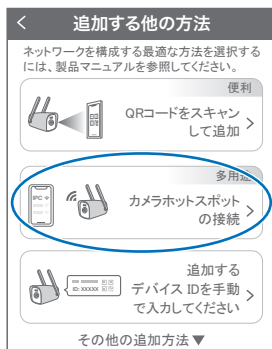 < 追加する他の方法
ネットワークを構成する最適な方法を選択する
には、製品マニュアルを参照してください。
便利
QRコードをスキャン
して追加 >
多用途
IPC
カメラホットスポット
の接続 >
ID: XXXXX
追加する
デバイス IDを手動
で入力してください >
その他の追加方法▼